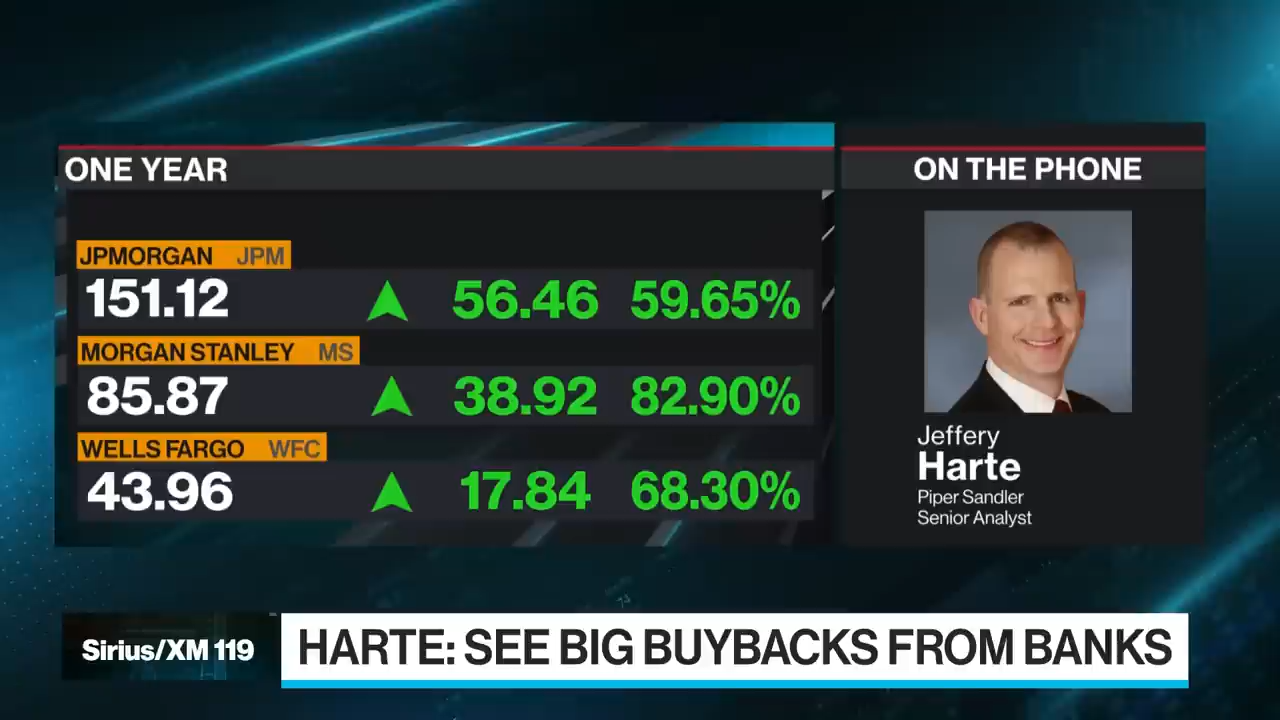 ONE YEAR
JPMORGAN JPM
151.12 56.46 59.65%
MORGAN STANLEY MS
85.87 38.92 82.90%
WELLS FARGO WFC
43.96 17.84 68.30%
ON THE PHONE
Jeffery
Harte
Piper Sandler
Senior Analyst
Sirius/XM 119
HARTE: SEE BIG BUYBACKS FROM BANKS